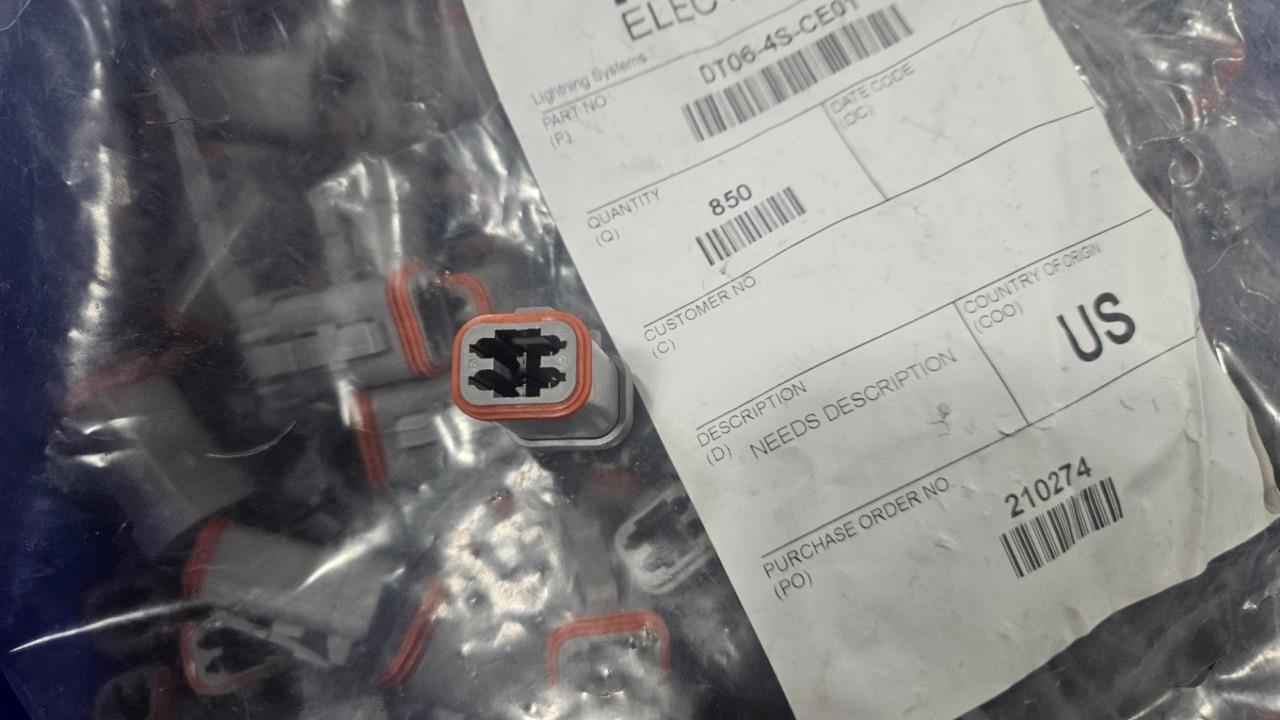 ELEC
Lightning Systems
PART NO
(P)
DT06-4S-CE01
QUANTITY
(Q)
850
DATE CODE
(DC)
CUSTOMER NO
(C)
DESCRIPTION
(D)
NEEDS DESCRIPTION
COUNTRY OF ORIGIN
(COO)
US
PURCHASE ORDER NO.
(PO)
210274